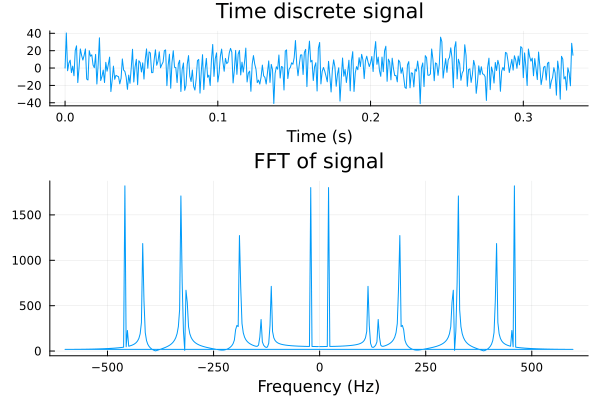 Time discrete signal
40
20
0
−20
−40
0.0 0.1 0.2 0.3
Time (s)
FFT of signal
1500
1000
500
0
−500 −250 0 250 500
Frequency (Hz)